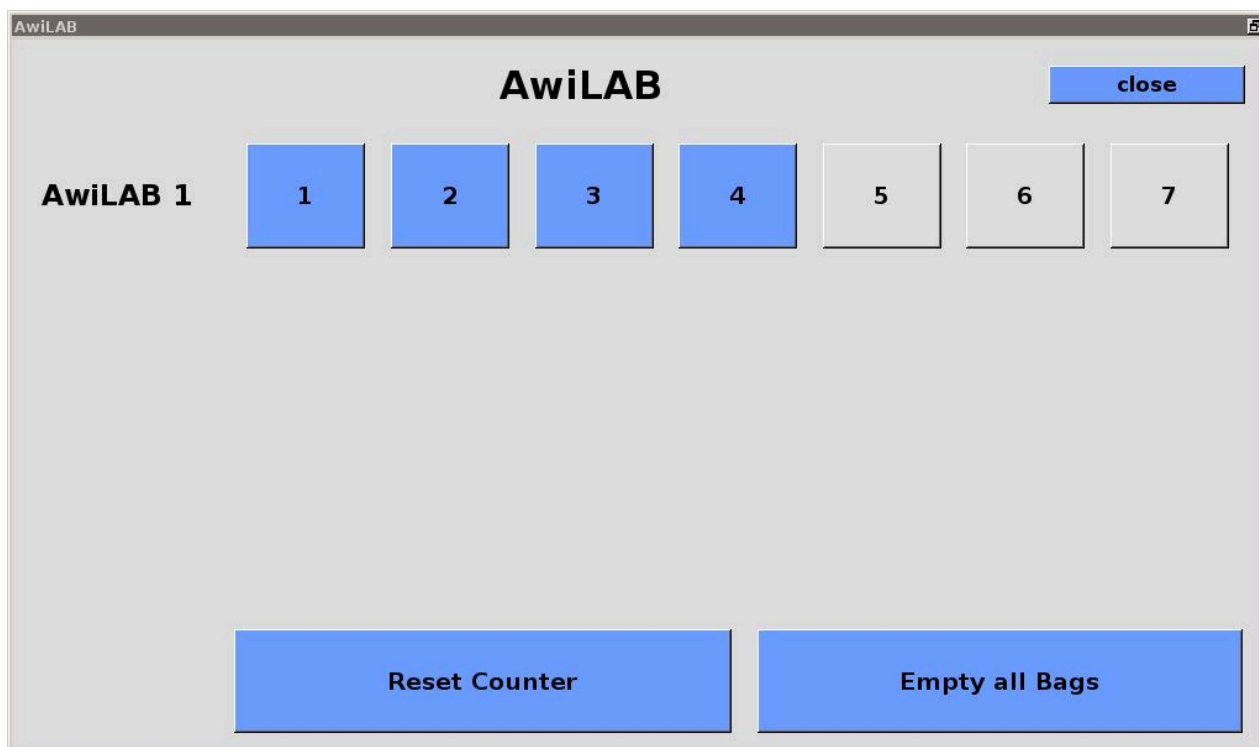 AwiLAB
AwiLAB
close
AwiLAB 1
1 2 3 4 5 6 7
Reset Counter
Empty all Bags